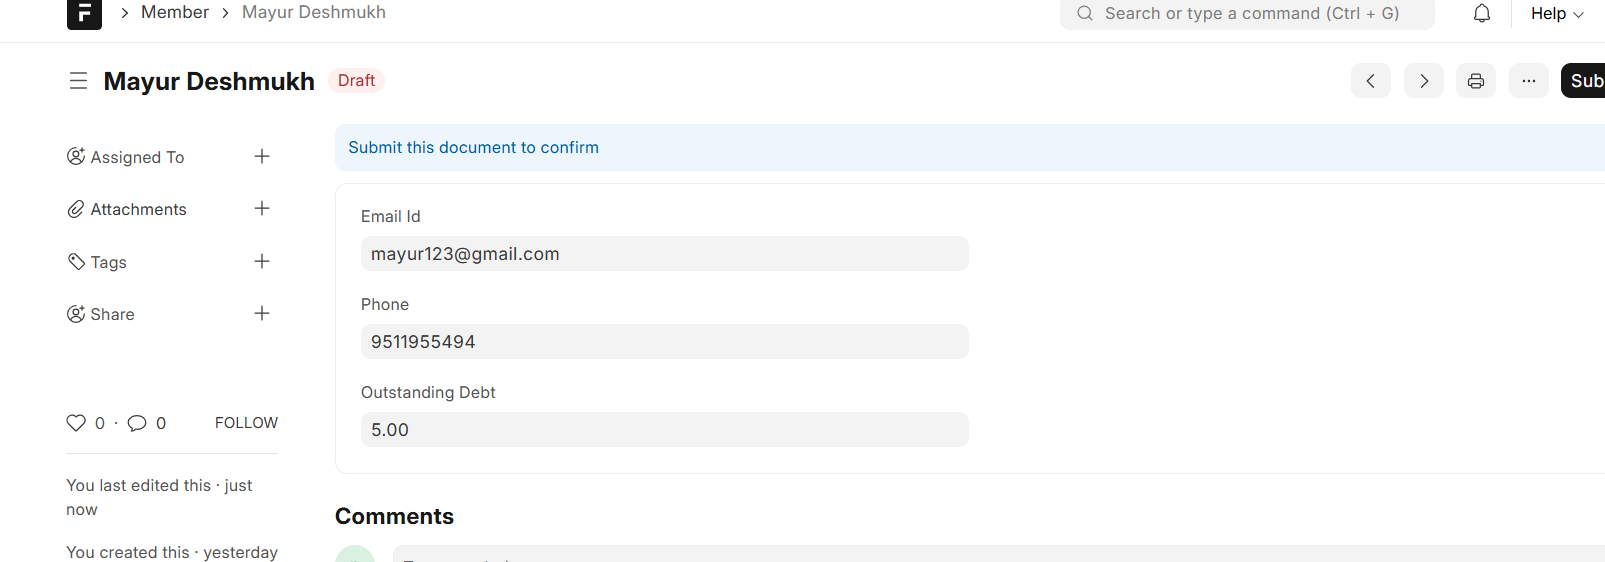 Member
Mayur Deshmukh
Search or type a command (Ctrl + G)
Help
Mayur Deshmukh
Draft
Sub
Assigned To
Attachments
Tags
Share
0 · 0
FOLLOW
You last edited this · just
now
You created this · yesterday
Submit this document to confirm
Email Id
mayur123@gmail.com
Phone
9511955494
Outstanding Debt
5.00
Comments